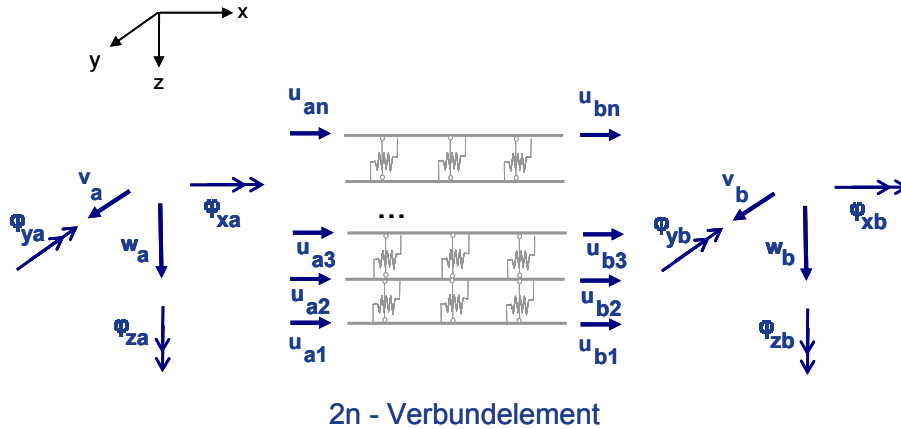 x
y
z
u an
u bn
v a
φ xa
φ ya
w a
φ za
...
u a3
u a2
u a1
u b3
u b2
u b1
v b
φ xb
φ yb
w b
φ zb
2n - Verbundelement